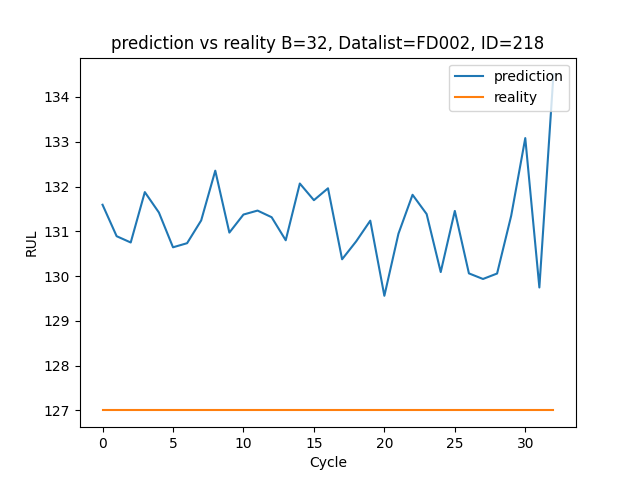 prediction vs reality B=32, Datalist=FD002, ID=218
prediction
reality
134
133
132
131
130
129
128
127
RUL
0 5 10 15 20 25 30
Cycle